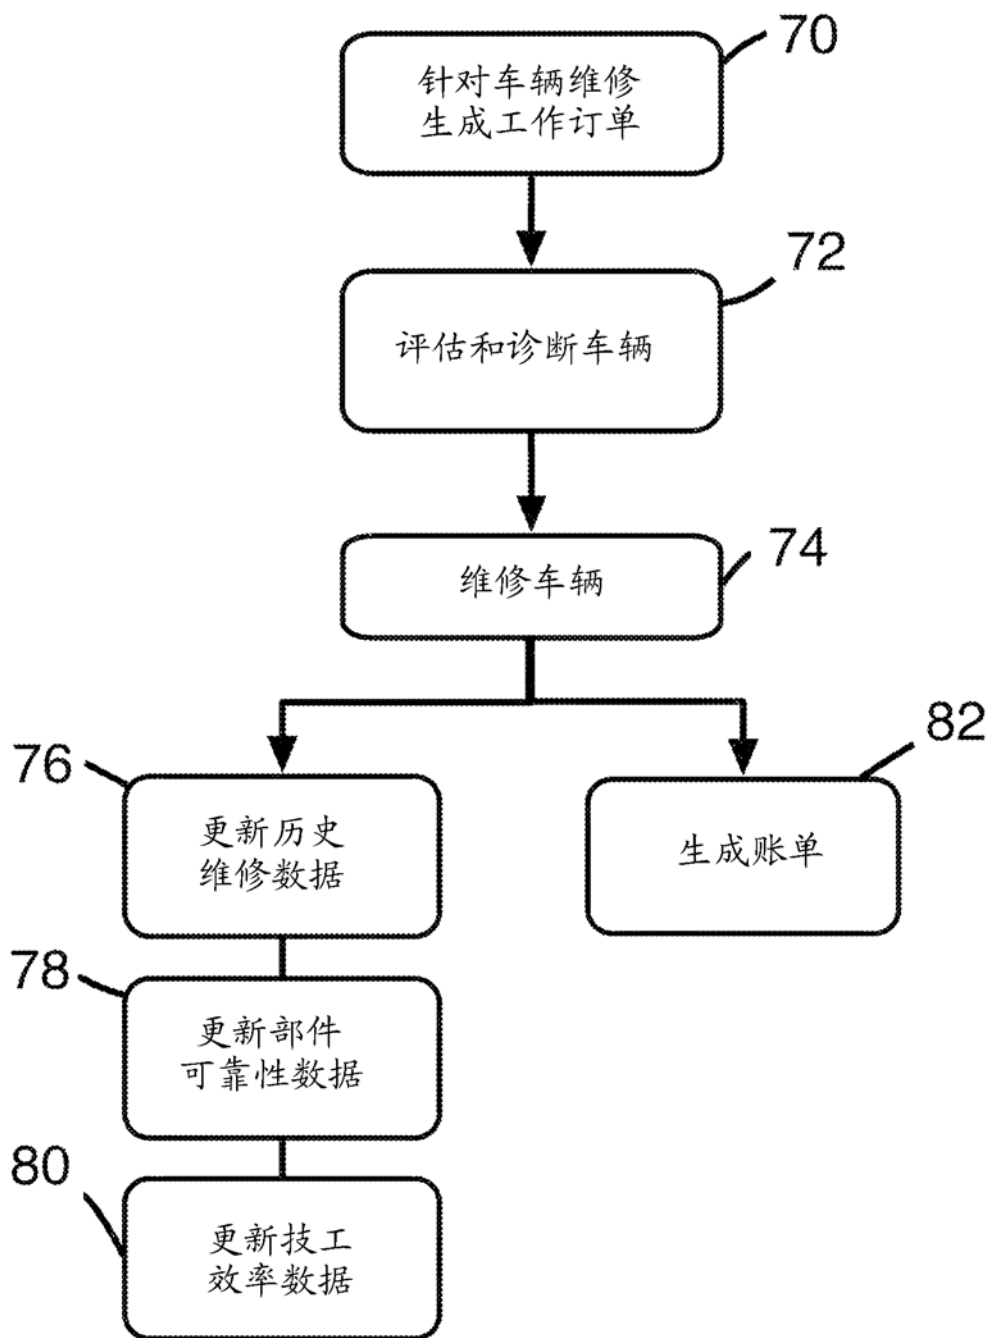 70
针对车辆维修
生成工作订单
72
评估和诊断车辆
74
维修车辆
76
更新历史
维修数据
82
生成账单
78
更新部件
可靠性数据
80
更新技工
效率数据